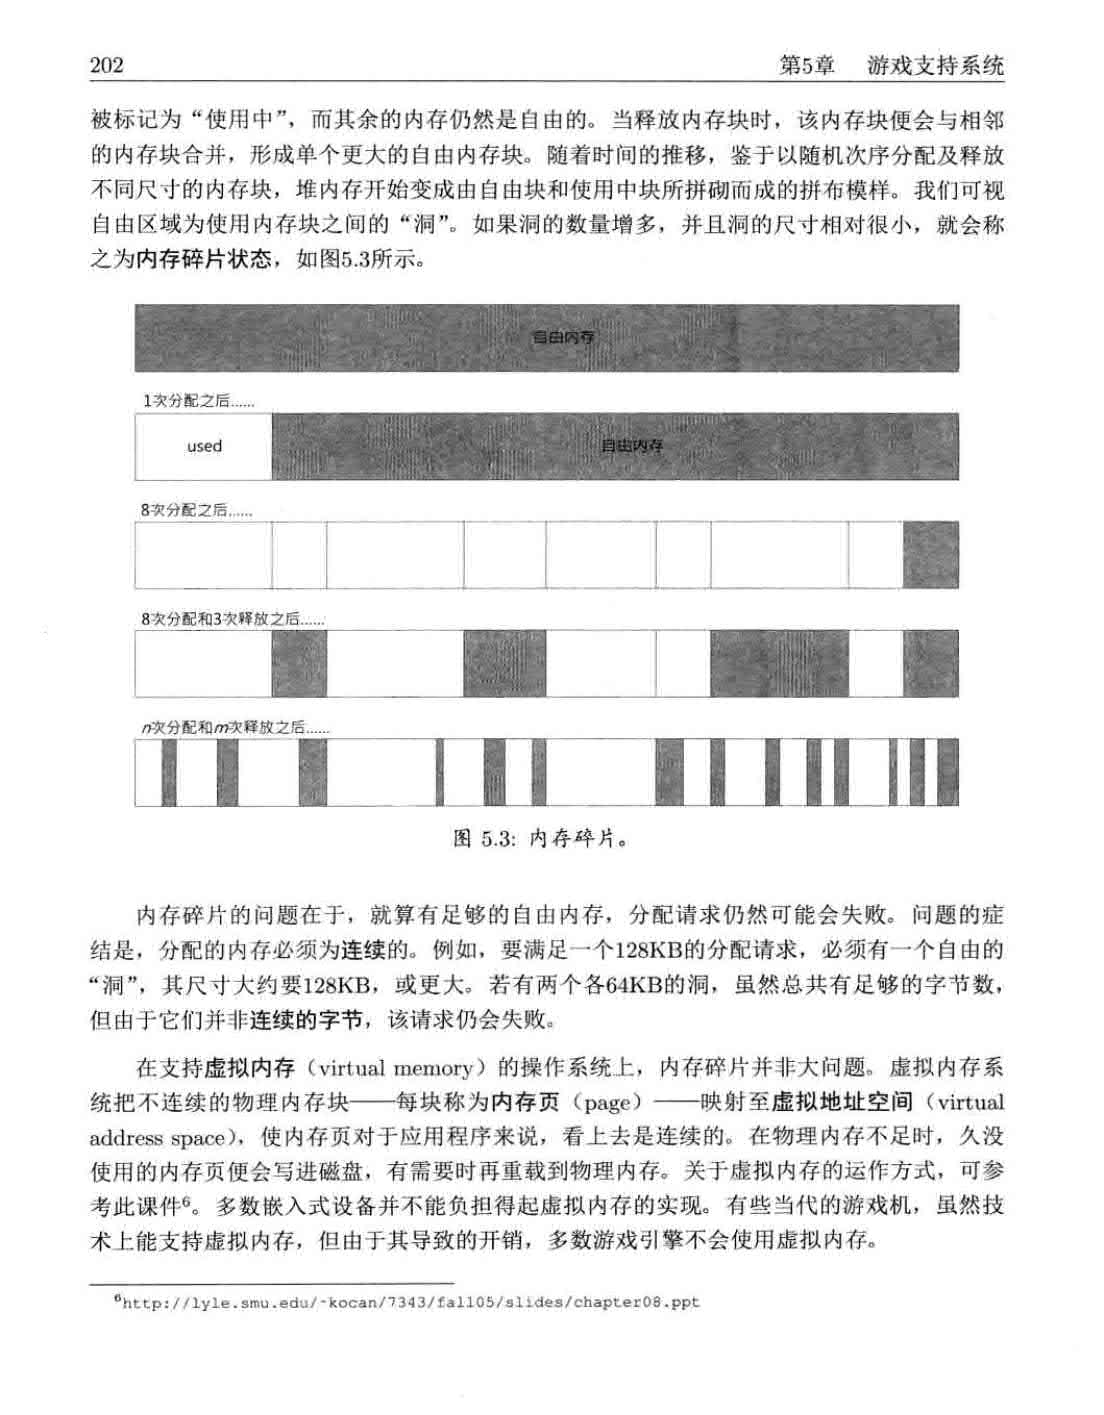 202
第5章 游戏支持系统
被标记为“使用中”，而其余的内存仍然是自由的。当释放内存块时，该内存块便会与相邻
的内存块合并，形成单个更大的自由内存块。随着时间的推移，鉴于以随机次序分配及释放
不同尺寸的内存块，堆内存开始变成由自由块和使用中块所拼砌而成的拼布模样。我们可视
自由区域为使用内存块之间的“洞”。如果洞的数量增多，并且洞的尺寸相对很小，就会称
之为内存碎片状态，如图5.3所示。
自由内存
1次分配之后......
used
自由内存
8次分配之后......
8次分配和3次释放之后......
n次分配和m次释放之后......
图 5.3: 内存碎片。
内存碎片的问题在于，就算有足够的自由内存，分配请求仍然可能会失败。问题的症
结是，分配的内存必须为连续的。例如，要满足一个128KB的分配请求，必须有一个自由的
“洞”，其尺寸大约要128KB，或更大。若有两个各64KB的洞，虽然总共有足够的字节数，
但由于它们并非连续的字节，该请求仍会失败。
在支持虚拟内存（virtual memory）的操作系统上，内存碎片并非大问题。虚拟内存系
统把不连续的物理内存块——每块称为内存页（page）——映射至虚拟地址空间（virtual
address space），使内存页对于应用程序来说，看上去是连续的。在物理内存不足时，久没
使用的内存页便会写进磁盘，有需要时再重载到物理内存。关于虚拟内存的运作方式，可参
考此课件6。多数嵌入式设备并不能负担得起虚拟内存的实现。有些当代的游戏机，虽然技
术上能支持虚拟内存，但由于其导致的开销，多数游戏引擎不会使用虚拟内存。
6http://lyle.smu.edu/~kocan/7343/fall05/slides/chapter08.ppt